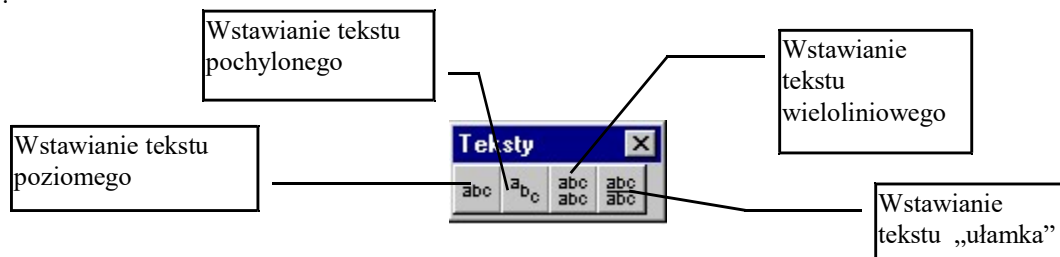 Wstawianie tekstu
pochylonego
Wstawianie
tekstu
wieloliniowego
Wstawianie tekstu
poziomego
Teksty
abc
abc
abc
abc
abc
abc
Wstawianie
tekstu „ułamka”